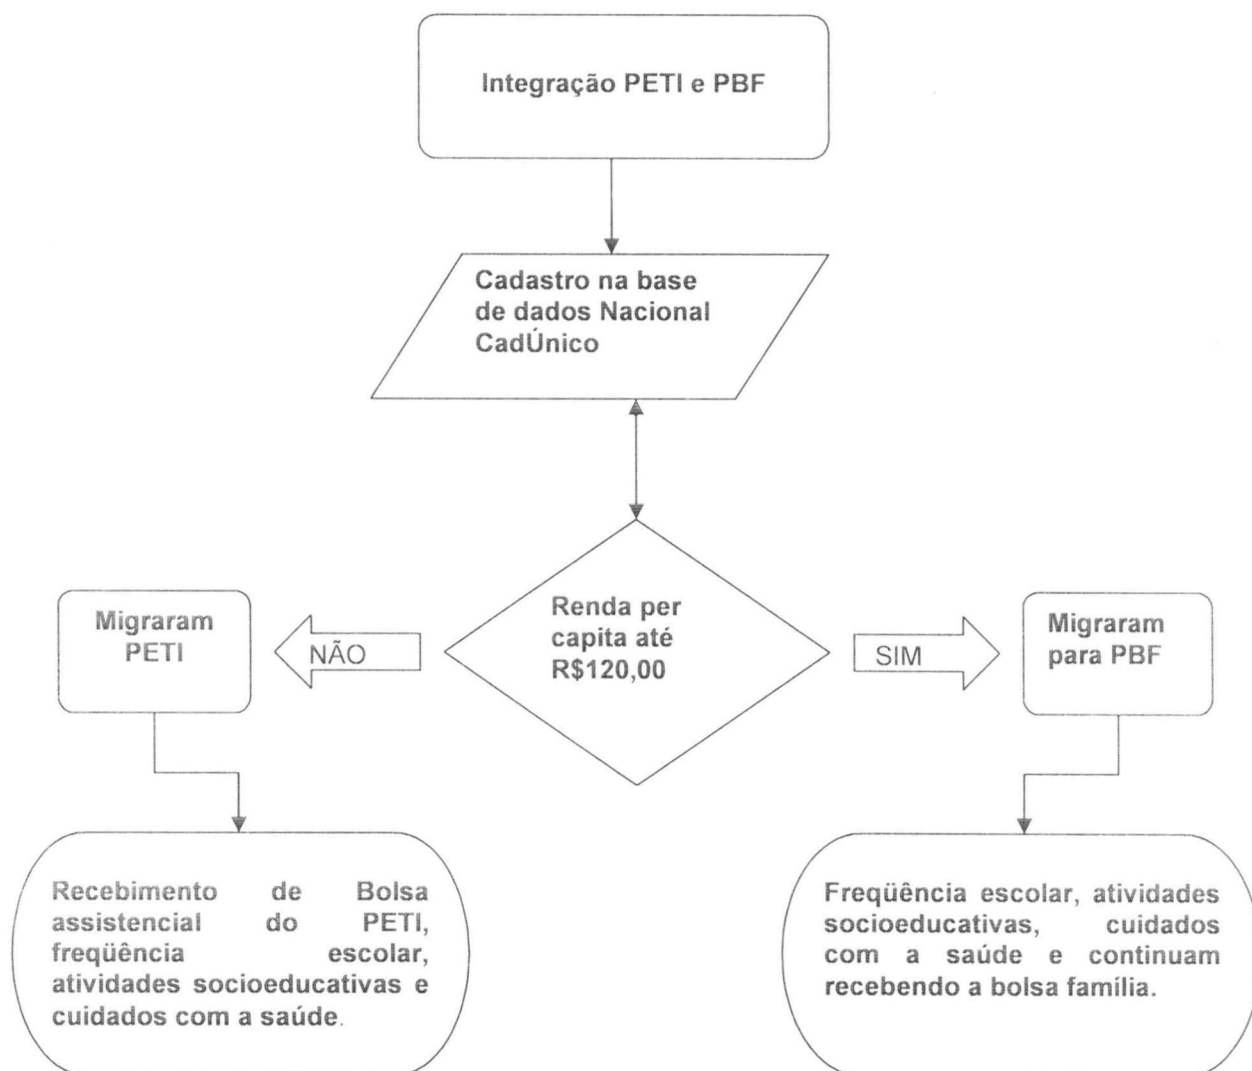 Integração PETI e PBF
Cadastro na base
de dados Nacional
CadÚnico
Renda per
capita até
R$120,00
NÃO
SIM
Migraram
PETI
Migraram
para PBF
Recebimento de Bolsa
assistencial do PETI,
freqüência escolar,
atividades socioeducativas e
cuidados com a saúde.
Freqüência escolar, atividades
socioeducativas, cuidados
com a saúde e continuam
recebendo a bolsa família.